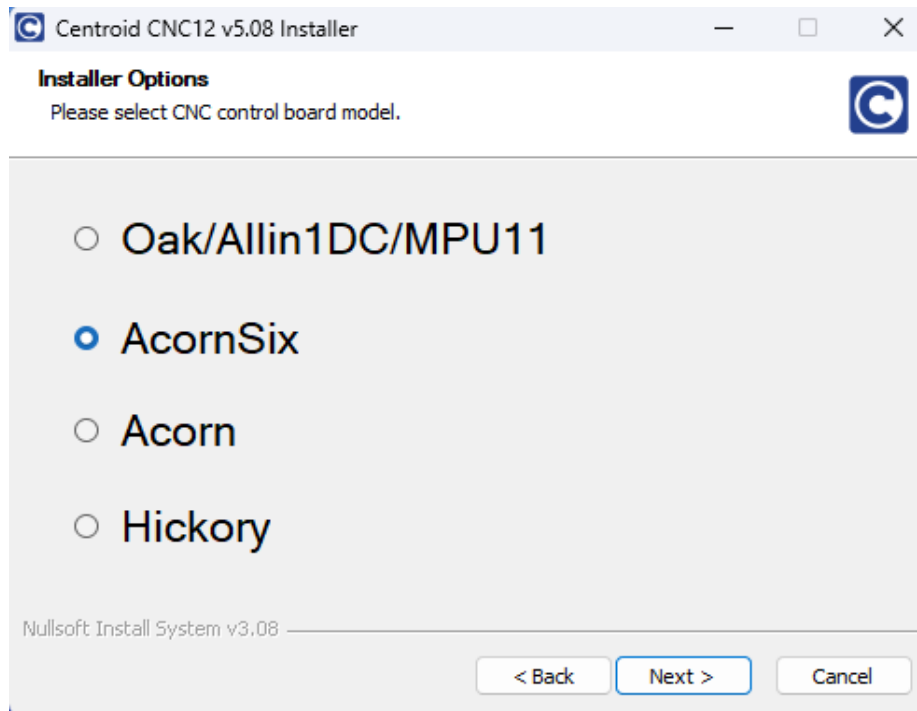 Centroid CNC12 v5.08 Installer
Installer Options
Please select CNC control board model.
Oak/Allin1DC/MPU11
AcornSix
Acorn
Hickory
Nullsoft Install System v3.08
< Back Next > Cancel